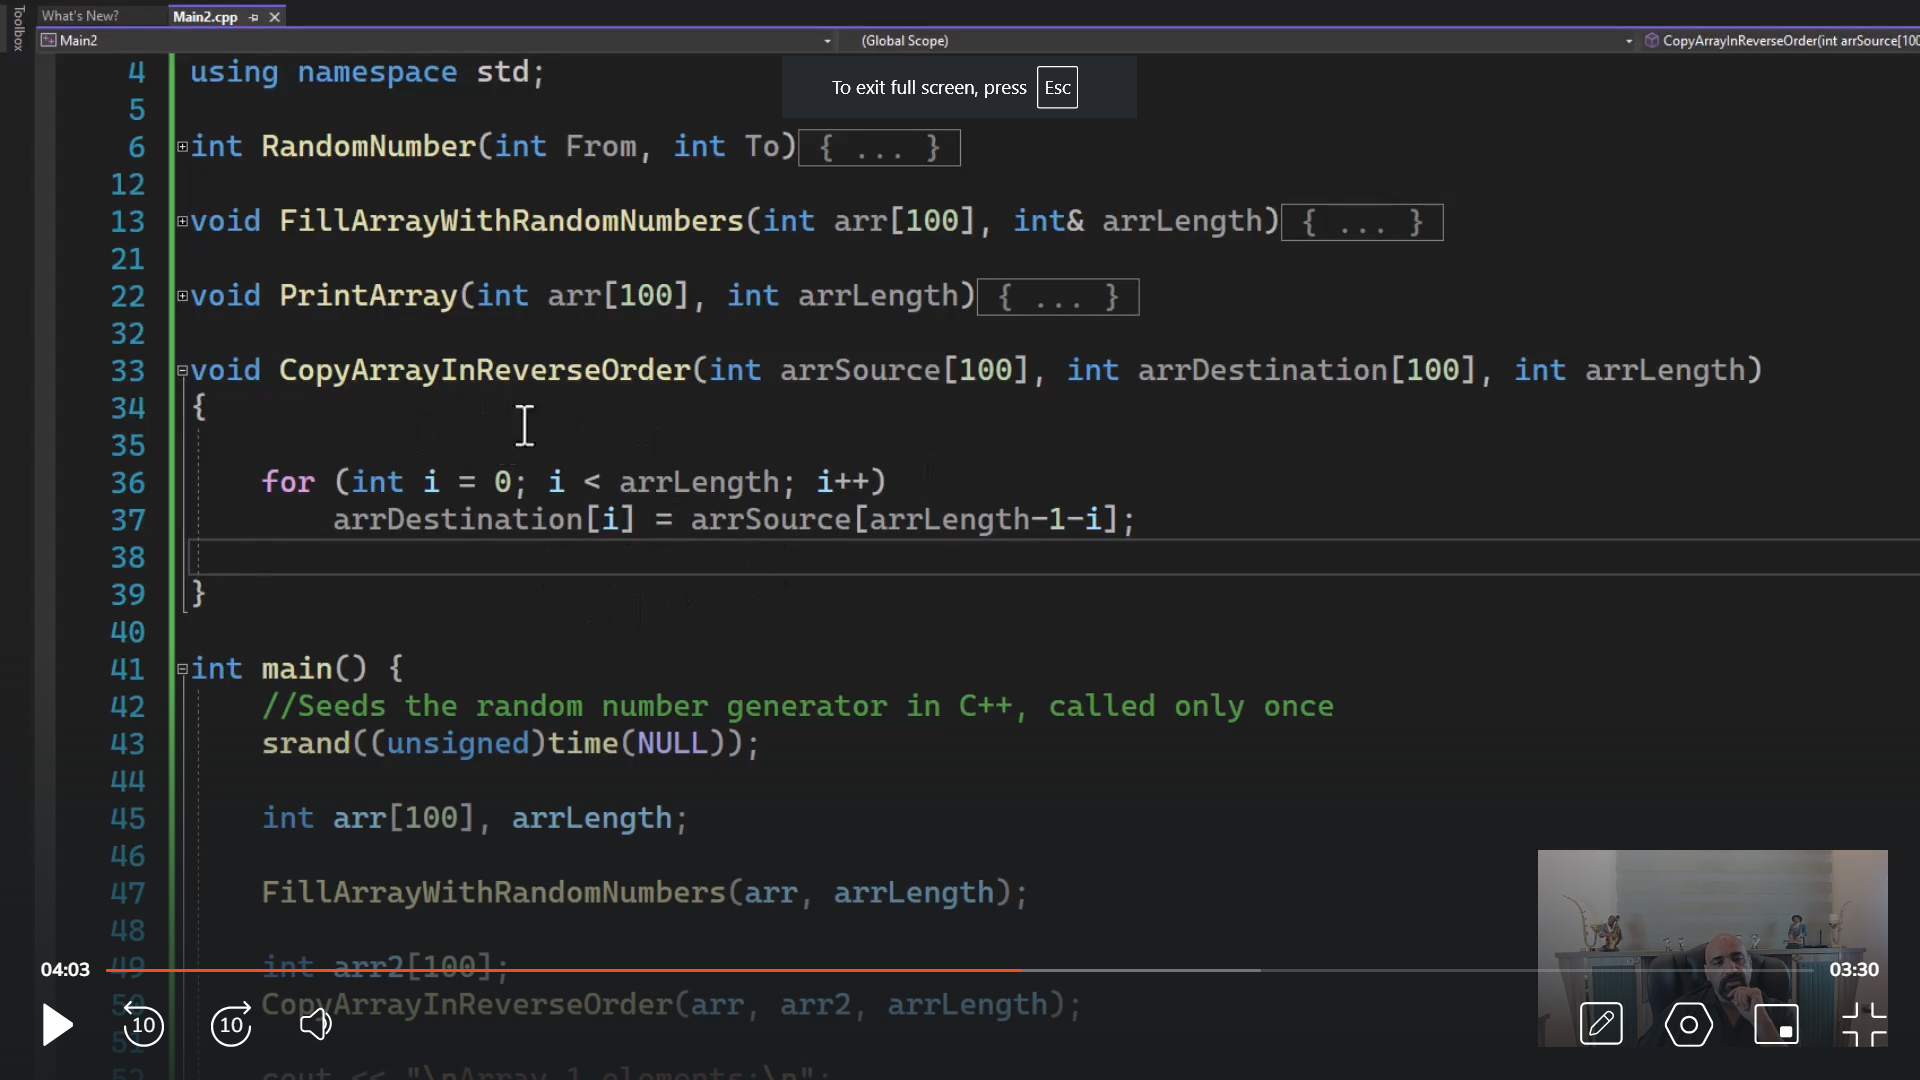 Toolbox
What's New?
Main2.cpp
Main2
(Global Scope)
CopyArrayInReverseOrder(int arrSource[100
To exit full screen, press Esc
4 using namespace std;
5
6 int RandomNumber(int From, int To) { ... }
12
13 void FillArrayWithRandomNumbers(int arr[100], int& arrLength) { ... }
21
22 void PrintArray(int arr[100], int arrLength) { ... }
32
33 void CopyArrayInReverseOrder(int arrSource[100], int arrDestination[100], int arrLength)
34 {
35
36 for (int i = 0; i < arrLength; i++)
37 arrDestination[i] = arrSource[arrLength-1-i];
38
39 }
40
41 int main() {
42 //Seeds the random number generator in C++, called only once
43 srand((unsigned)time(NULL));
44
45 int arr[100], arrLength;
46
47 FillArrayWithRandomNumbers(arr, arrLength);
48
49 int arr2[100];
50 CopyArrayInReverseOrder(arr, arr2, arrLength);
51
52 cout << "\nArray 1 elements:\n";
04:03
03:30
10
10